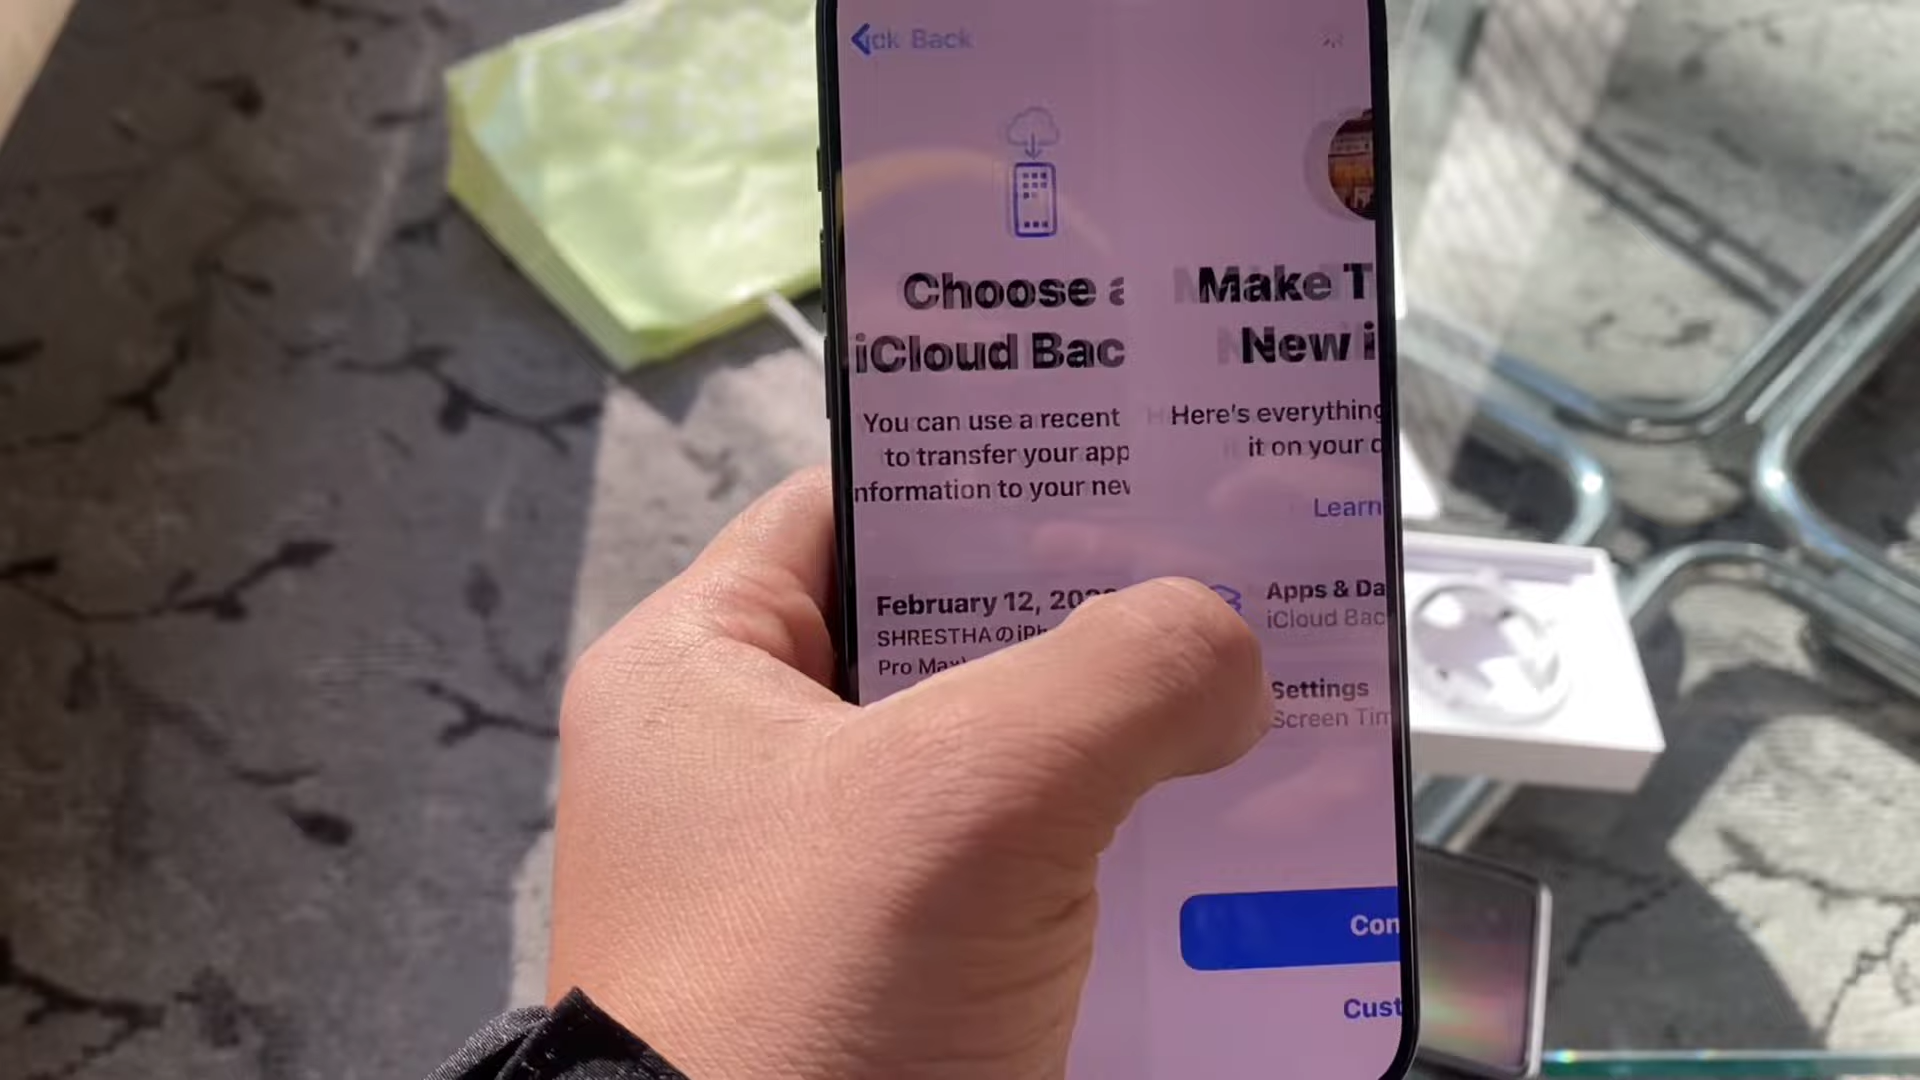 Back
Choose a
iCloud Bac
You can use a recent
to transfer your app
nformation to your new
February 12, 20
SHRESTHAのiPh
Pro Max)
Make T
New i
Here's everything
it on your d
Learn
Apps & Da
iCloud Bac
Settings
Screen Tim
Con
Cust